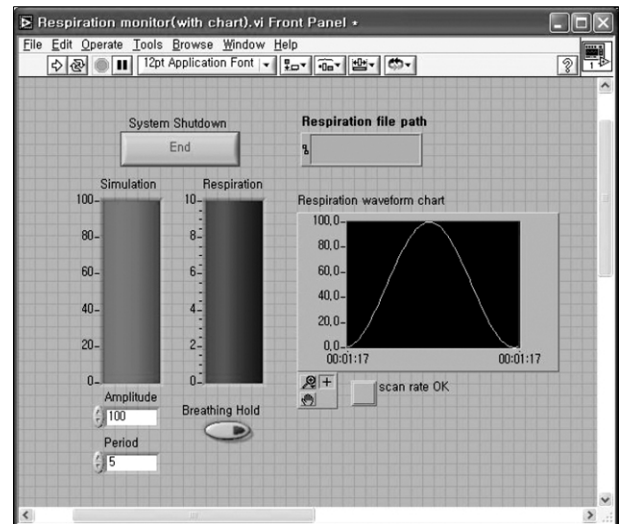 Respiration monitor(with chart).vi Front Panel *
File Edit Operate Tools Browse Window Help
12pt Application Font
?
1
System Shutdown
End
Respiration file path
Simulation
Respiration
100
80
60
40
20
0
10
8
6
4
2
0
Respiration waveform chart
100,0
80,0
60,0
40,0
20,0
0,0
00:01:17
00:01:17
scan rate OK
Amplitude
100
Breathing Hold
Period
5